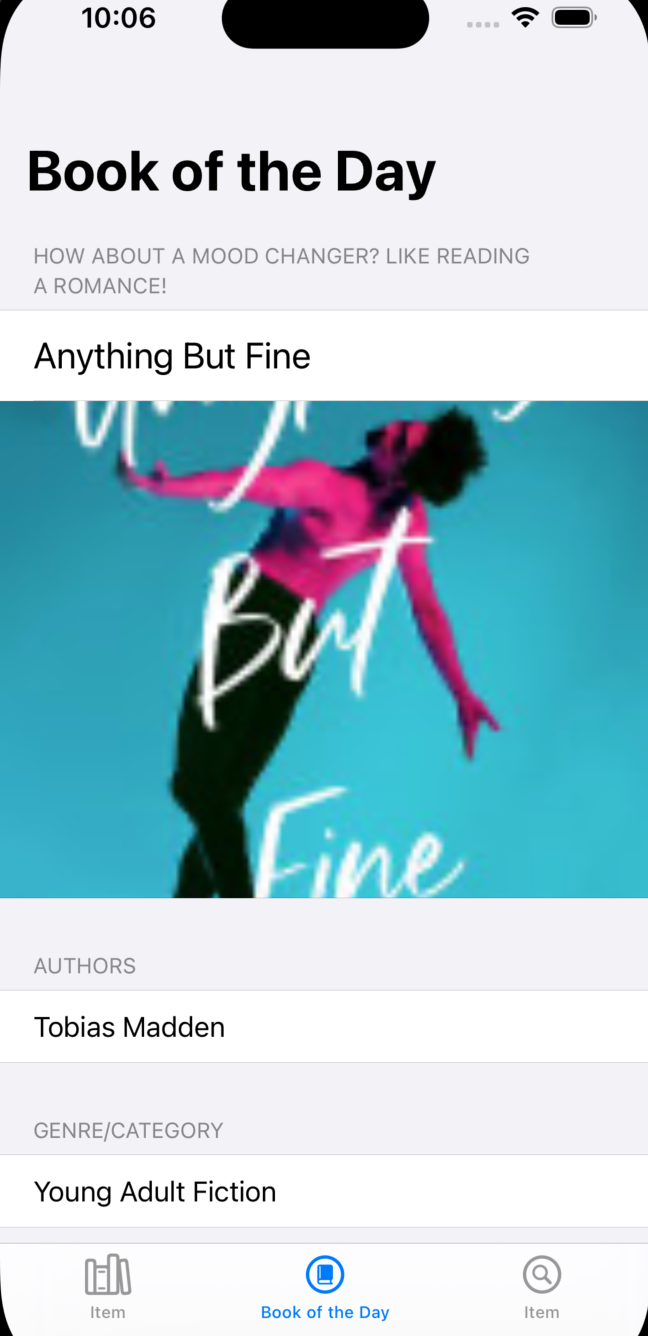 10:06
Book of the Day
HOW ABOUT A MOOD CHANGER? LIKE READING
A ROMANCE!
Anything But Fine
But
Fine
AUTHORS
Tobias Madden
GENRE/CATEGORY
Young Adult Fiction
Item
Book of the Day
Item